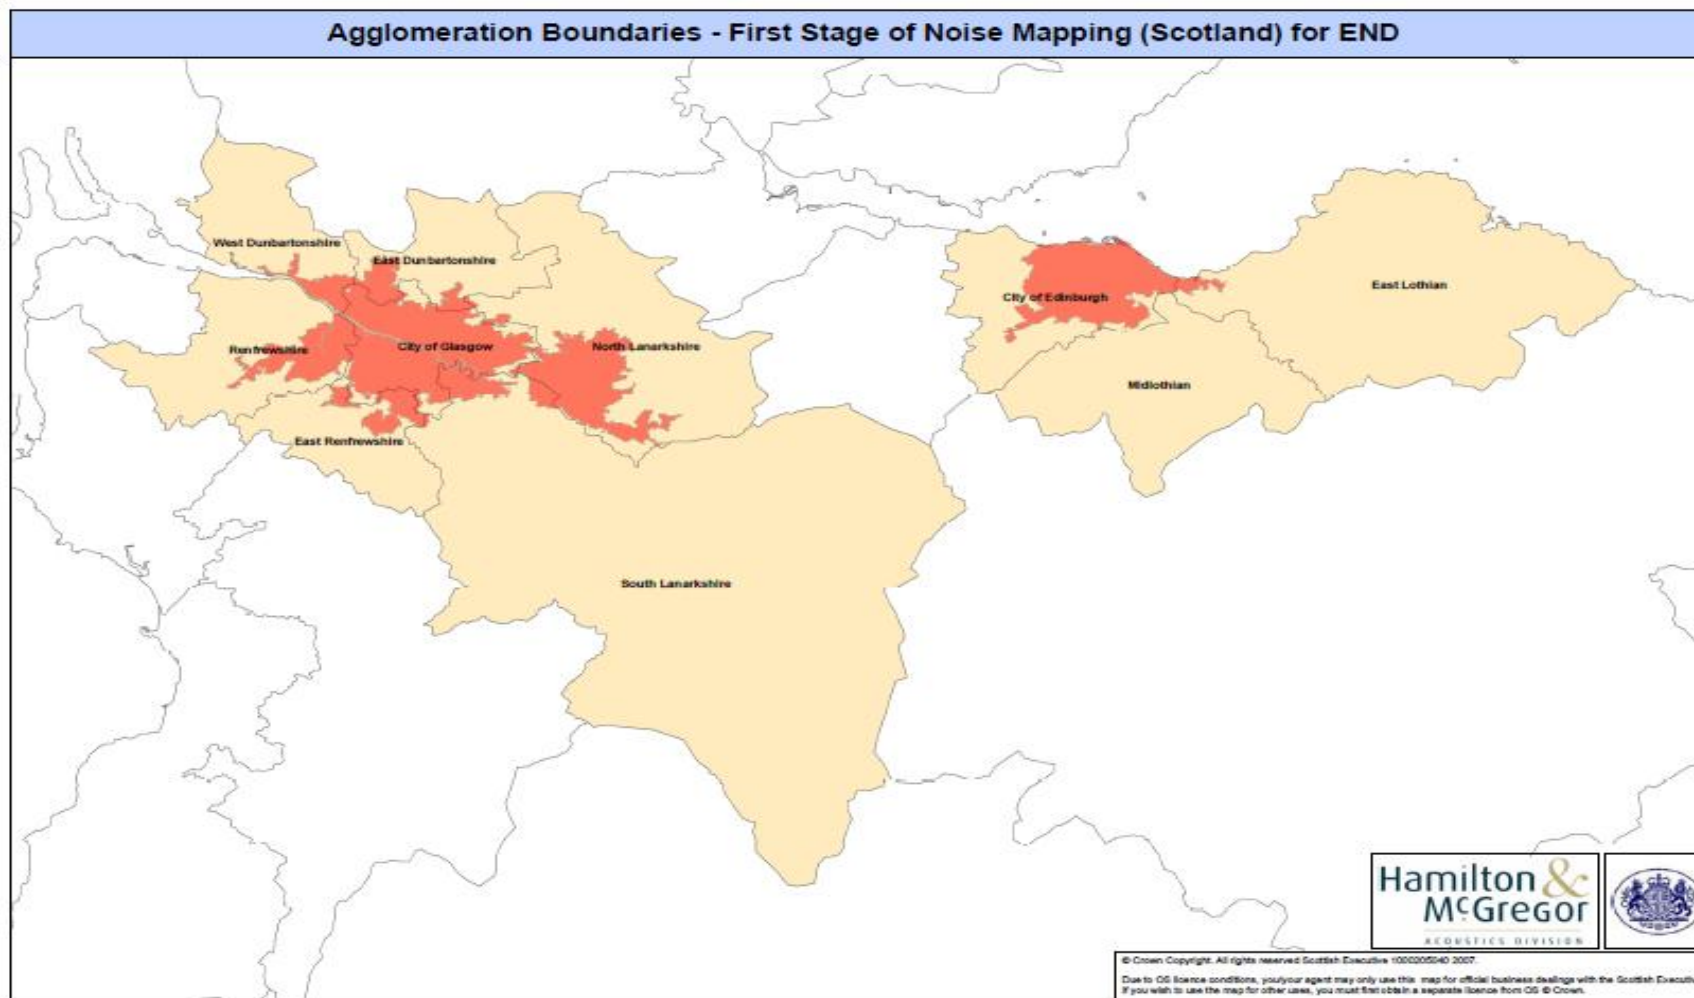 Agglomeration Boundaries - First Stage of Noise Mapping (Scotland) for END
West Dunbartonshire
East Dunbartonshire
City of Edinburgh
East Lothian
Renfrewshire
City of Glasgow
North Lanarkshire
Midlothian
East Renfrewshire
South Lanarkshire
Hamilton &
McGregor
ACOUSTICS DIVISION
© Crown Copyright. All rights reserved Scottish Executive 2007.
Due to OS licence conditions, you/your agent may only use this map for official business dealings with the Scottish Executive
If you wish to use the map for other uses, you must first obtain a separate licence from OS © Crown.